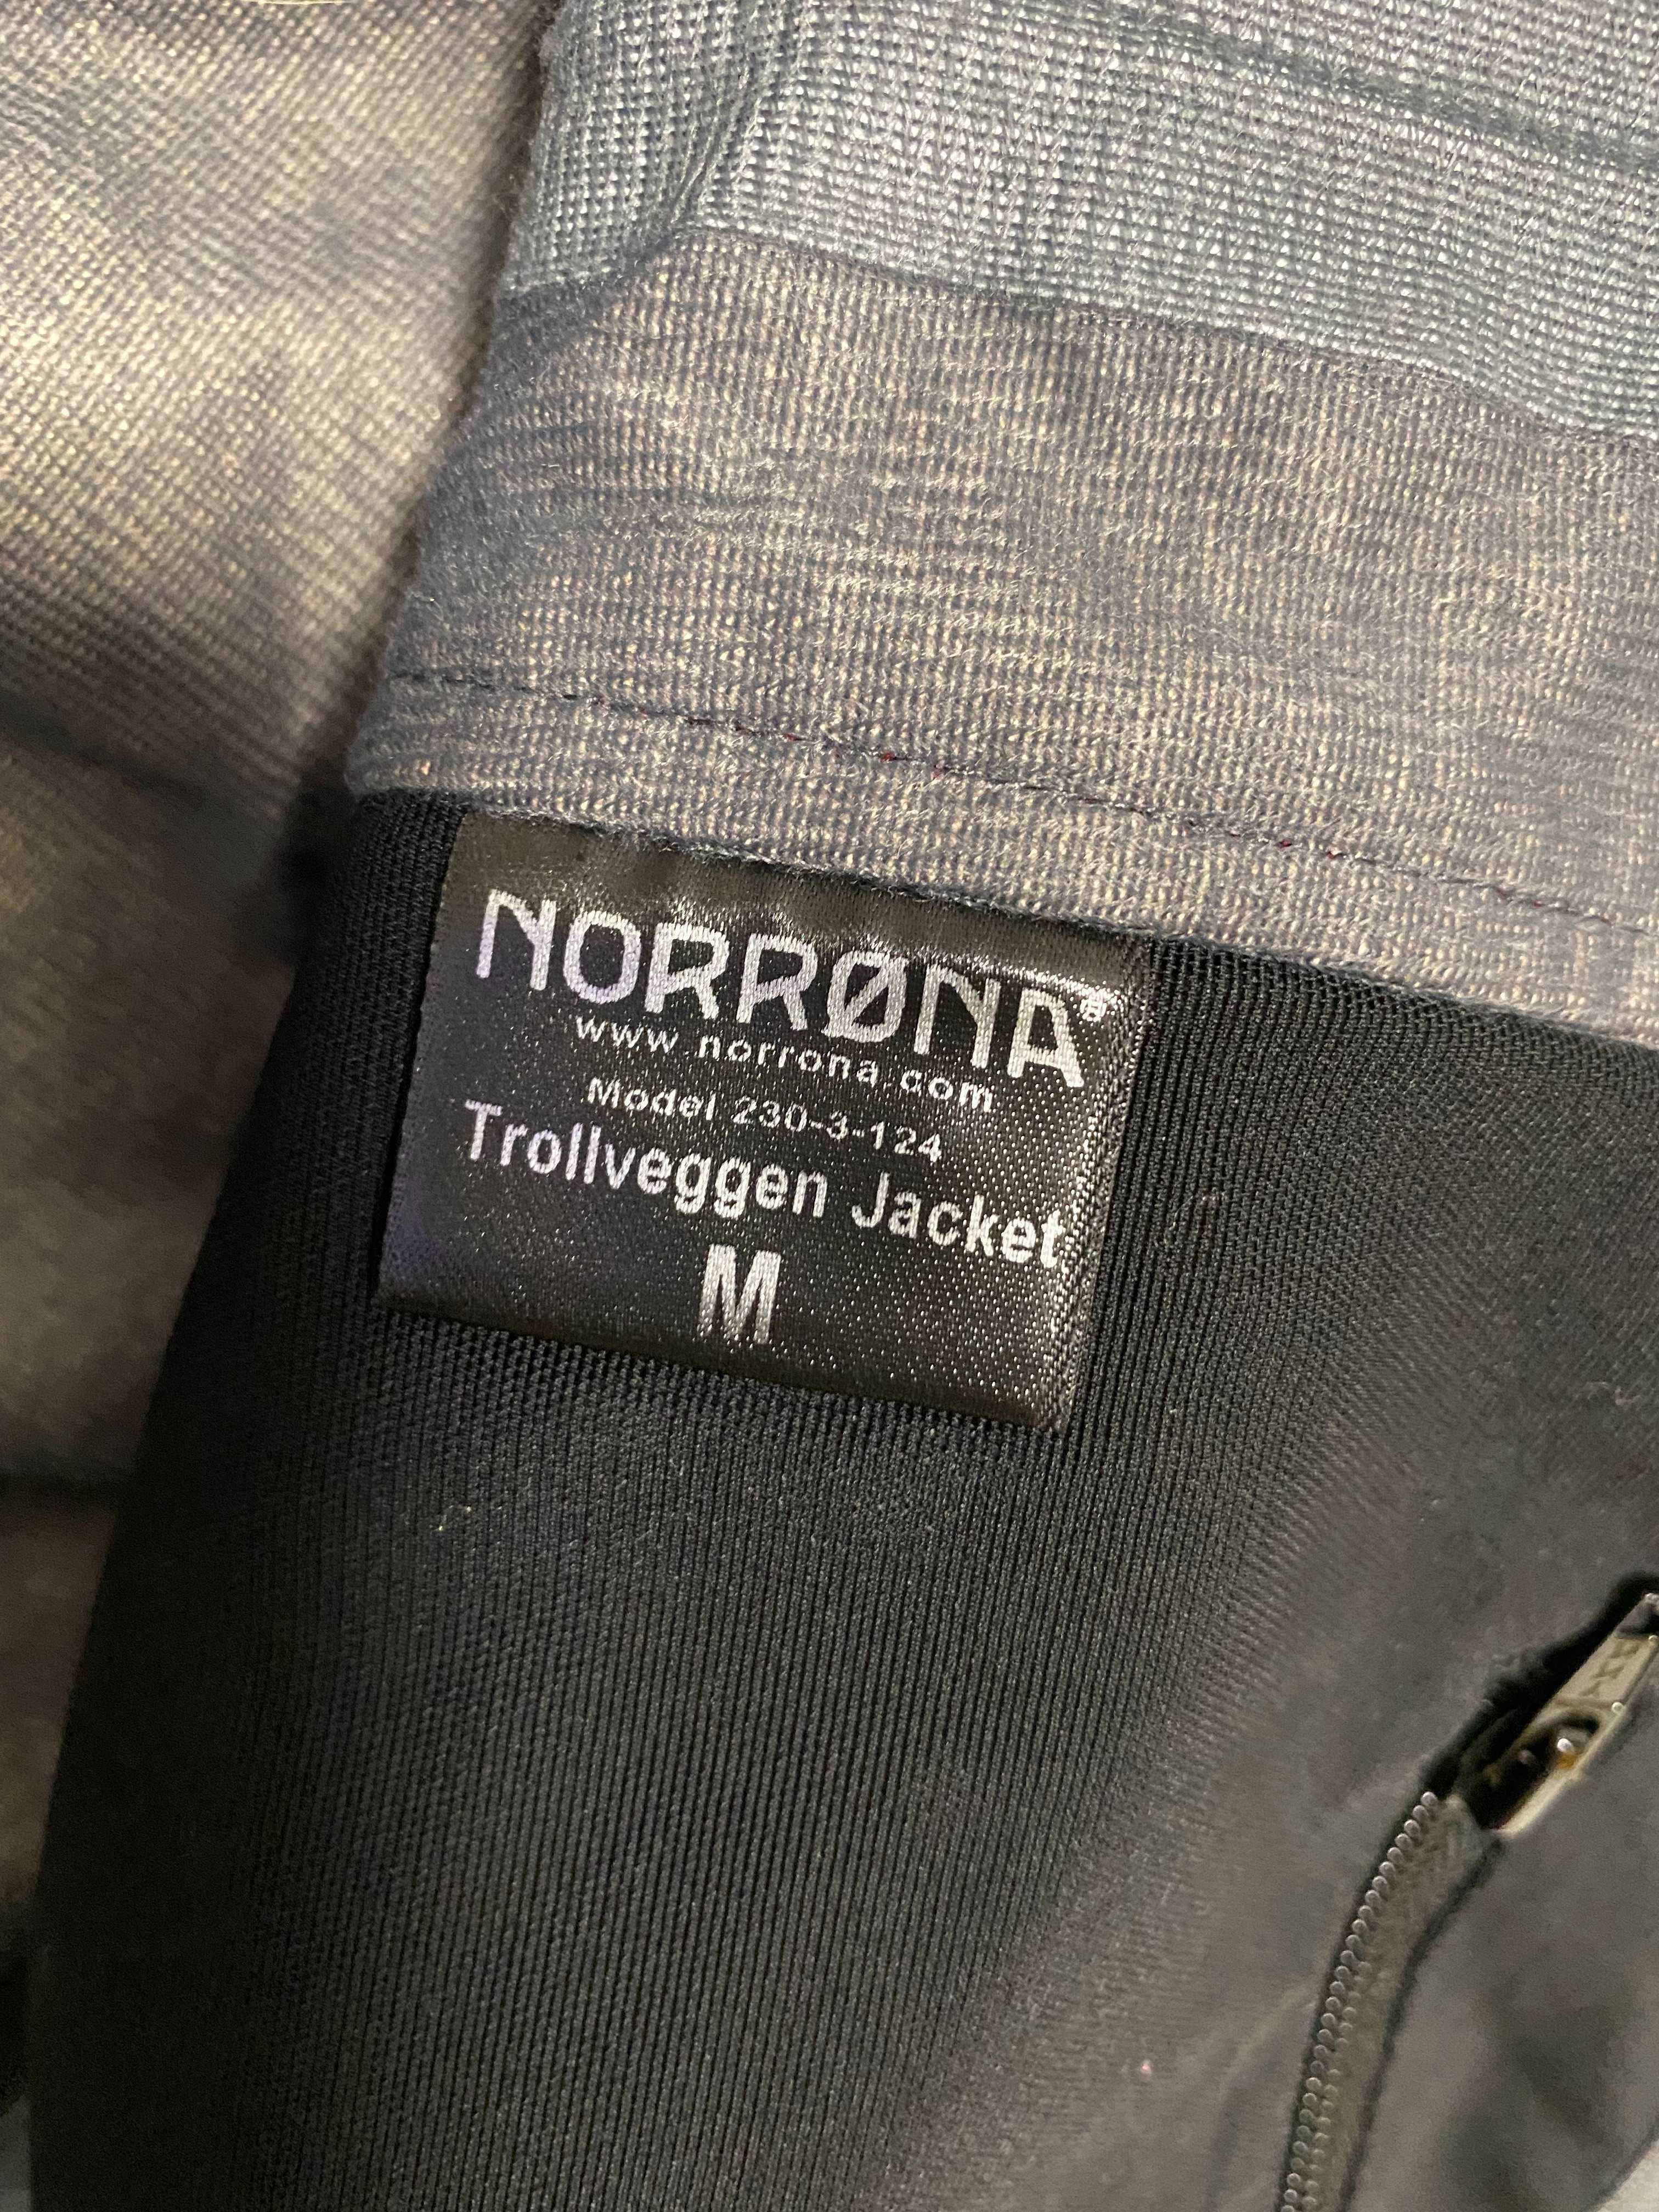 NORRØNA®
www.norrona.com
Model 230-3-124
Trollveggen Jacket
M